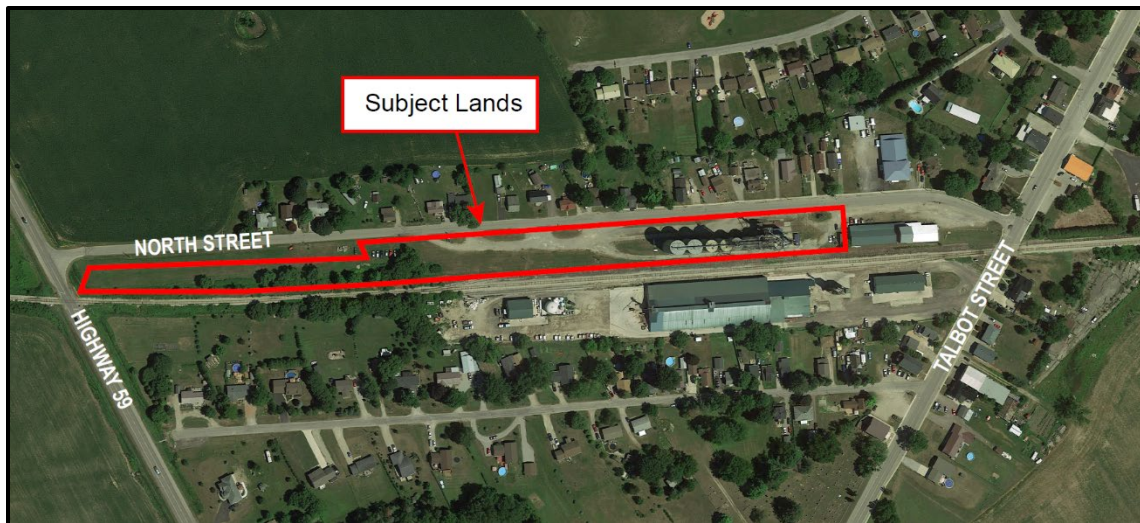 Subject Lands
NORTH STREET
HIGHWAY 59
TALBOT STREET